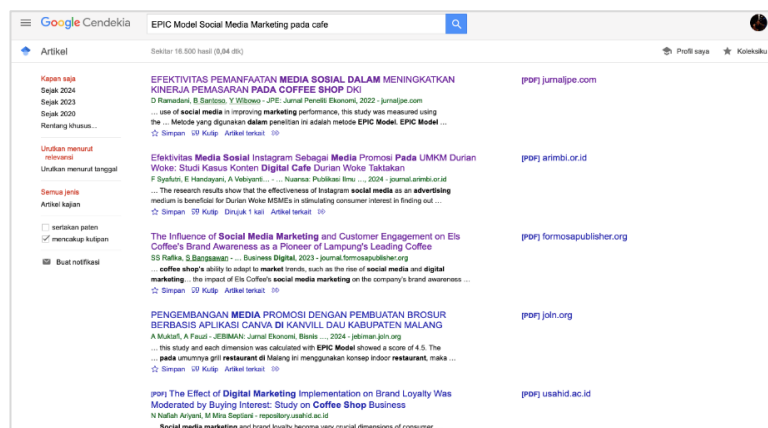 Google Cendekia
EPIC Model Social Media Marketing pada cafe
Artikel
Sekitar 16.500 hasil (0,04 dtk)
Profil saya
Koleksiku
Kapan saja
Sejak 2024
Sejak 2023
Sejak 2020
Rentang khusus...
Urutkan menurut
relevansi
Urutkan menurut tanggal
Semua jenis
Artikel kajian
sertakan paten
mencakup kutipan
Buat notifikasi
EFEKTIVITAS PEMANFAATAN MEDIA SOSIAL DALAM MENINGKATKAN
KINERJA PEMASARAN PADA COFFEE SHOP DKI
[PDF] jurnaljpe.com
D Ramadani, B Santoso, Y Wibowo - JPE: Jurnal Peneliti Ekonomi, 2022 - jurnaljpe.com
... use of social media in improving marketing performance, this study was measured using
the ... Metode yang digunakan dalam penelitian ini adalah metode EPIC Model. EPIC Model ...
Simpan Kutip Artikel terkait
Efektivitas Media Sosial Instagram Sebagai Media Promosi Pada UMKM Durian
Woke: Studi Kasus Konten Digital Cafe Durian Woke Taktakan
[PDF] arimbi.or.id
F Syafutri, E Handayani, A Vebiyanti... - ... Nuansa: Publikasi Ilmu ..., 2024 - journal.arimbi.or.id
... The research results show that the effectiveness of Instagram social media as an advertising
medium is beneficial for Durian Woke MSMEs in stimulating consumer interest in finding out ...
Simpan Kutip Dirujuk 1 kali Artikel terkait
The Influence of Social Media Marketing and Customer Engagement on Els
Coffee's Brand Awareness as a Pioneer of Lampung's Leading Coffee
[PDF] formosapublisher.org
SS Rafika, S Bangsawan - ... Business Digital, 2023 - journal.formosapublisher.org
... coffee shop's ability to adapt to market trends, such as the rise of social media and digital
marketing... the impact of Els Coffee's social media marketing on the company's brand awareness ...
Simpan Kutip Artikel terkait
PENGEMBANGAN MEDIA PROMOSI DENGAN PEMBUATAN BROSUR
BERBASIS APLIKASI CANVA DI KANVILL DAU KABUPATEN MALANG
[PDF] join.org
A Muktafi, A Fauzi - JEBIMAN: Jurnal Ekonomi, Bisnis ..., 2024 - jebiman.join.org
... this study and each dimension was calculated with EPIC Model showed a score of 4.5. The
... pada umumnya grill restaurant di Malang ini menggunakan konsep indoor restaurant, maka ...
Simpan Kutip Artikel terkait
[PDF] The Effect of Digital Marketing Implementation on Brand Loyalty Was
Moderated by Buying Interest: Study on Coffee Shop Business
[PDF] usahid.ac.id
N Nafiah Ariyani, M Mira Septiani - repository.usahid.ac.id
Social media marketing and brand loyalty become very crucial dimensions of consumer